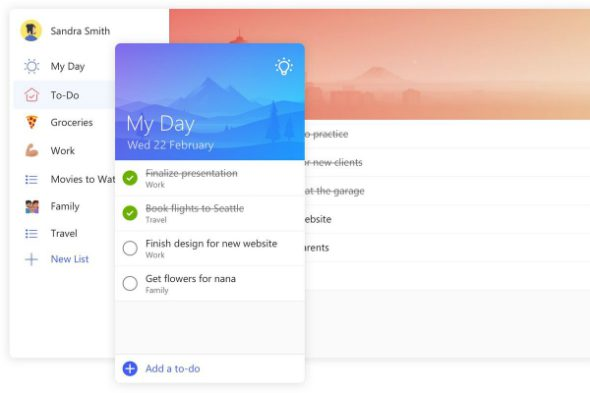 Sandra Smith
My Day
To-Do
Groceries
Work
Movies to Wat
Family
Travel
New List
My Day
Wed 22 February
Finalize presentation
Work
Book flights to Seattle
Travel
Finish design for new website
Work
Get flowers for nana
Family
Add a to-do
o practice
or new clients
at the garage
ebsite
arents